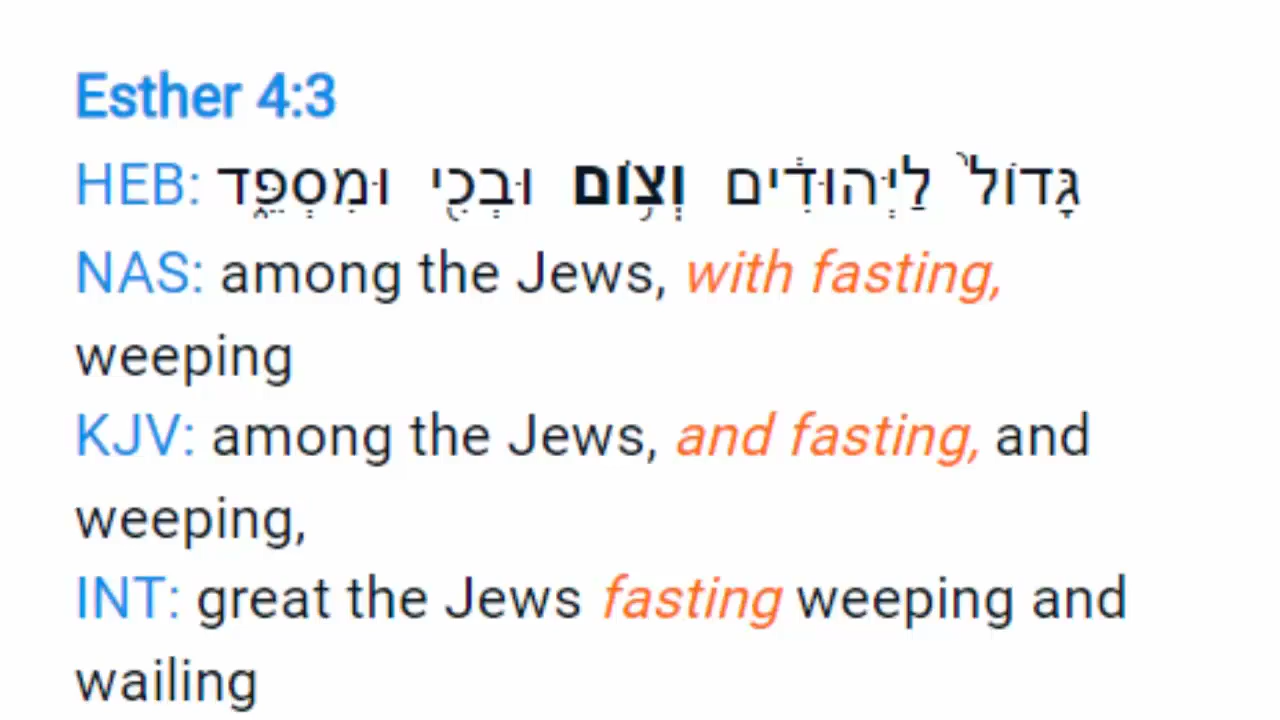 Esther 4:3
HEB: גָּדוֹל֙ לַיְּהוּדִ֔ים וְצ֥וֹם וּבְכִ֖י וּמִסְפֵּ֑ד
NAS: among the Jews, with fasting,
weeping
KJV: among the Jews, and fasting, and
weeping,
INT: great the Jews fasting weeping and
wailing